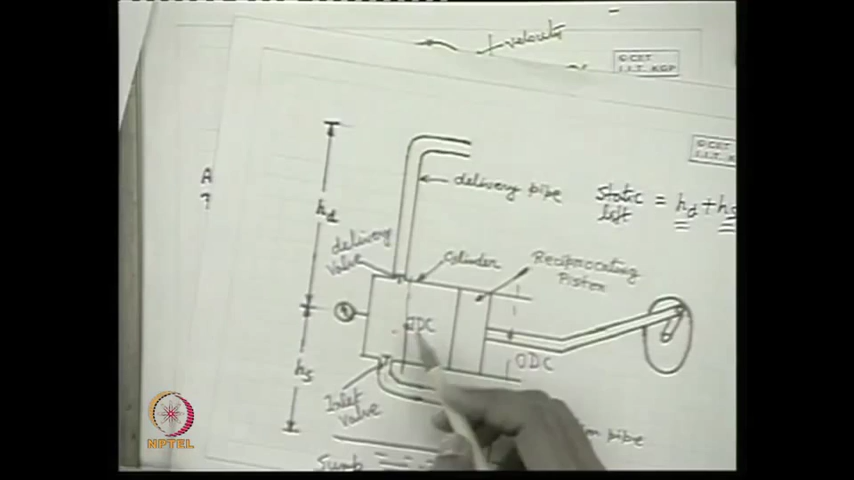 +velocity
©CET
I.I.T. KGP
©CET
I.I.T. KGP
A
delivery pipe
static = hd+hs
lift
hd
delivery
valve
Cylinder
Reciprocating
Piston
IDC
ODC
hs
Inlet
valve
pipe
Sump
NPTEL